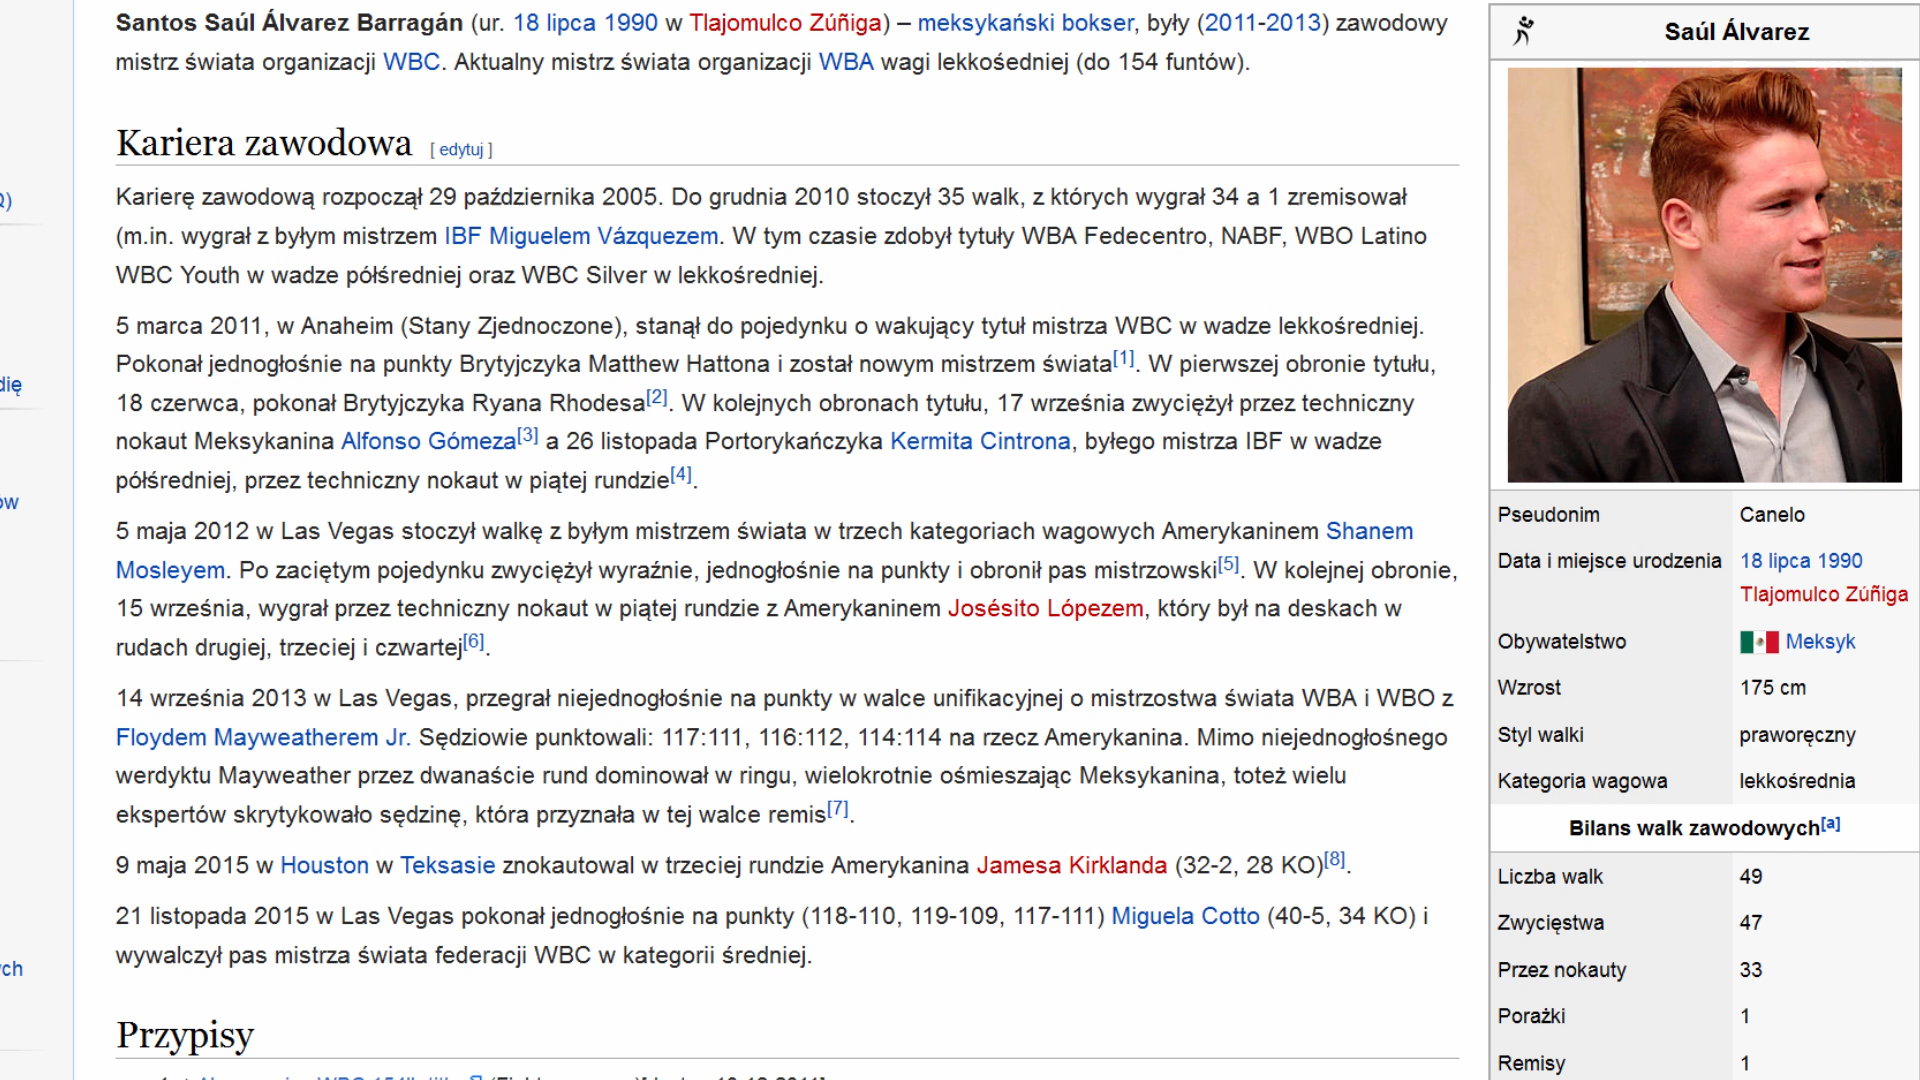 Santos Saúl Álvarez Barragán (ur. 18 lipca 1990 w Tlajomulco Zúñiga) – meksykański bokser, były (2011-2013) zawodowy
mistrz świata organizacji WBC. Aktualny mistrz świata organizacji WBA wagi lekkośedniej (do 154 funtów).
Kariera zawodowa [ edytuj ]
Karierę zawodową rozpoczął 29 października 2005. Do grudnia 2010 stoczył 35 walk, z których wygrał 34 a 1 zremisował
(m.in. wygrał z byłym mistrzem IBF Miguelem Vázquezem. W tym czasie zdobył tytuły WBA Fedecentro, NABF, WBO Latino
WBC Youth w wadze półśredniej oraz WBC Silver w lekkośredniej.
5 marca 2011, w Anaheim (Stany Zjednoczone), stanął do pojedynku o wakujący tytuł mistrza WBC w wadze lekkośredniej.
Pokonał jednogłośnie na punkty Brytyjczyka Matthew Hattona i został nowym mistrzem świata[1]. W pierwszej obronie tytułu,
18 czerwca, pokonał Brytyjczyka Ryana Rhodesa[2]. W kolejnych obronach tytułu, 17 września zwyciężył przez techniczny
nokaut Meksykanina Alfonso Gómeza[3] a 26 listopada Portorykańczyka Kermita Cintrona, byłego mistrza IBF w wadze
półśredniej, przez techniczny nokaut w piątej rundzie[4].
5 maja 2012 w Las Vegas stoczył walkę z byłym mistrzem świata w trzech kategoriach wagowych Amerykaninem Shanem
Mosleyem. Po zaciętym pojedynku zwyciężył wyraźnie, jednogłośnie na punkty i obronił pas mistrzowski[5]. W kolejnej obronie,
15 września, wygrał przez techniczny nokaut w piątej rundzie z Amerykaninem Josésito Lópezem, który był na deskach w
rudach drugiej, trzeciej i czwartej[6].
14 września 2013 w Las Vegas, przegrał niejednogłośnie na punkty w walce unifikacyjnej o mistrzostwa świata WBA i WBO z
Floydem Mayweatherem Jr. Sędziowie punktowali: 117:111, 116:112, 114:114 na rzecz Amerykanina. Mimo niejednogłośnego
werdyktu Mayweather przez dwanaście rund dominował w ringu, wielokrotnie ośmieszając Meksykanina, toteż wielu
ekspertów skrytykowało sędzinę, która przyznała w tej walce remis[7].
9 maja 2015 w Houston w Teksasie znokautowal w trzeciej rundzie Amerykanina Jamesa Kirklanda (32-2, 28 KO)[8].
21 listopada 2015 w Las Vegas pokonał jednogłośnie na punkty (118-110, 119-109, 117-111) Miguela Cotto (40-5, 34 KO) i
wywalczył pas mistrza świata federacji WBC w kategorii średniej.
Przypisy
Saúl Álvarez
Pseudonim Canelo
Data i miejsce urodzenia 18 lipca 1990
Tlajomulco Zúñiga
Obywatelstwo Meksyk
Wzrost 175 cm
Styl walki praworęczny
Kategoria wagowa lekkośrednia
Bilans walk zawodowych[a]
Liczba walk 49
Zwycięstwa 47
Przez nokauty 33
Porażki 1
Remisy 1